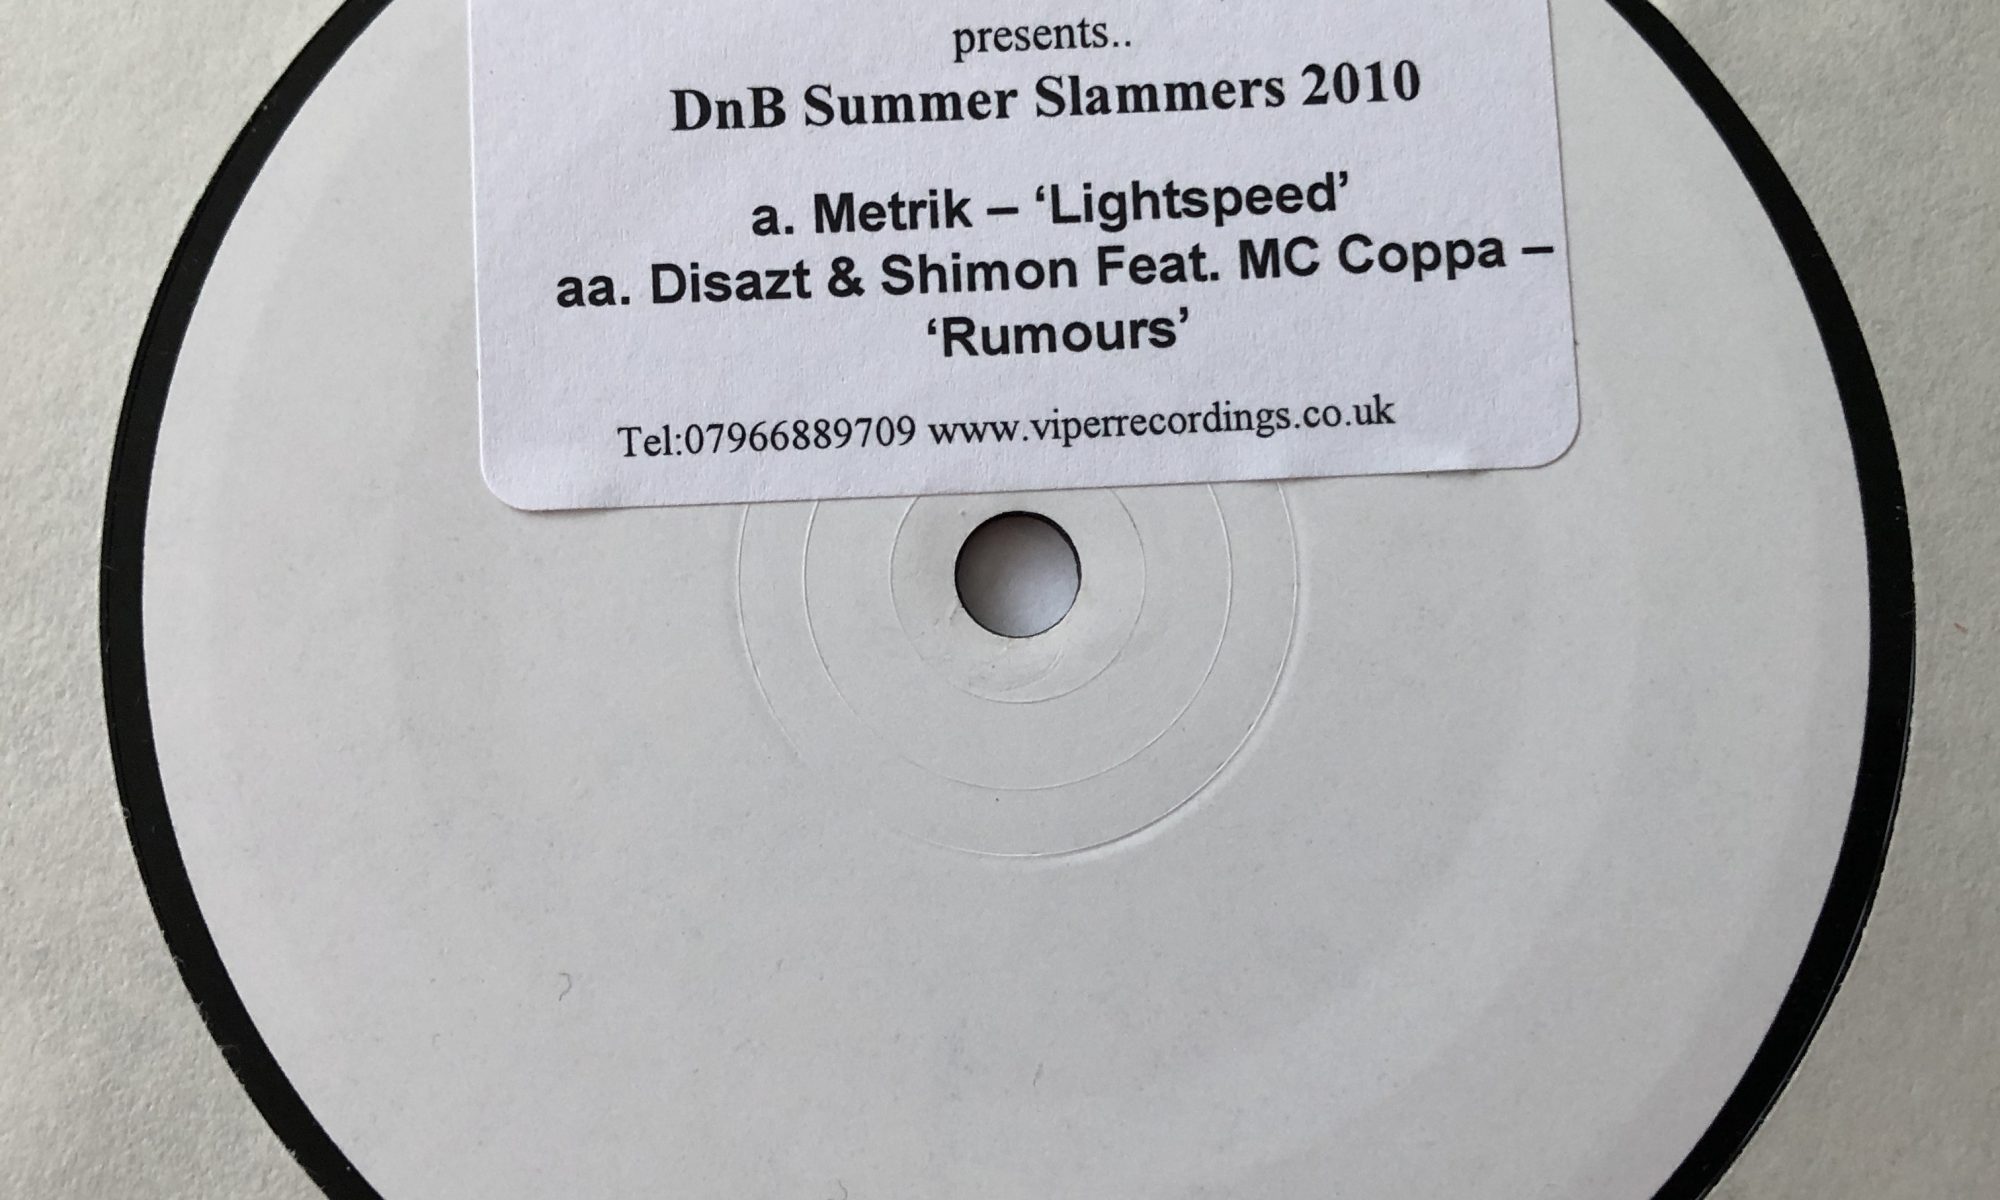 presents..
DnB Summer Slammers 2010
a. Metrik – ‘Lightspeed’
aa. Disazt & Shimon Feat. MC Coppa –
‘Rumours’
Tel:07966889709 www.viperrecordings.co.uk